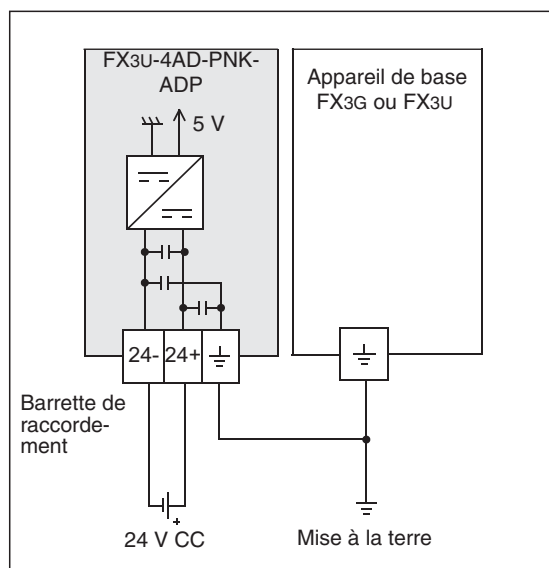 FX3U-4AD-PNK-
ADP
5 V
Appareil de base
FX3G ou FX3U
24- 24+
Barrette de
raccorde-
ment
+
24 V CC
Mise à la terre